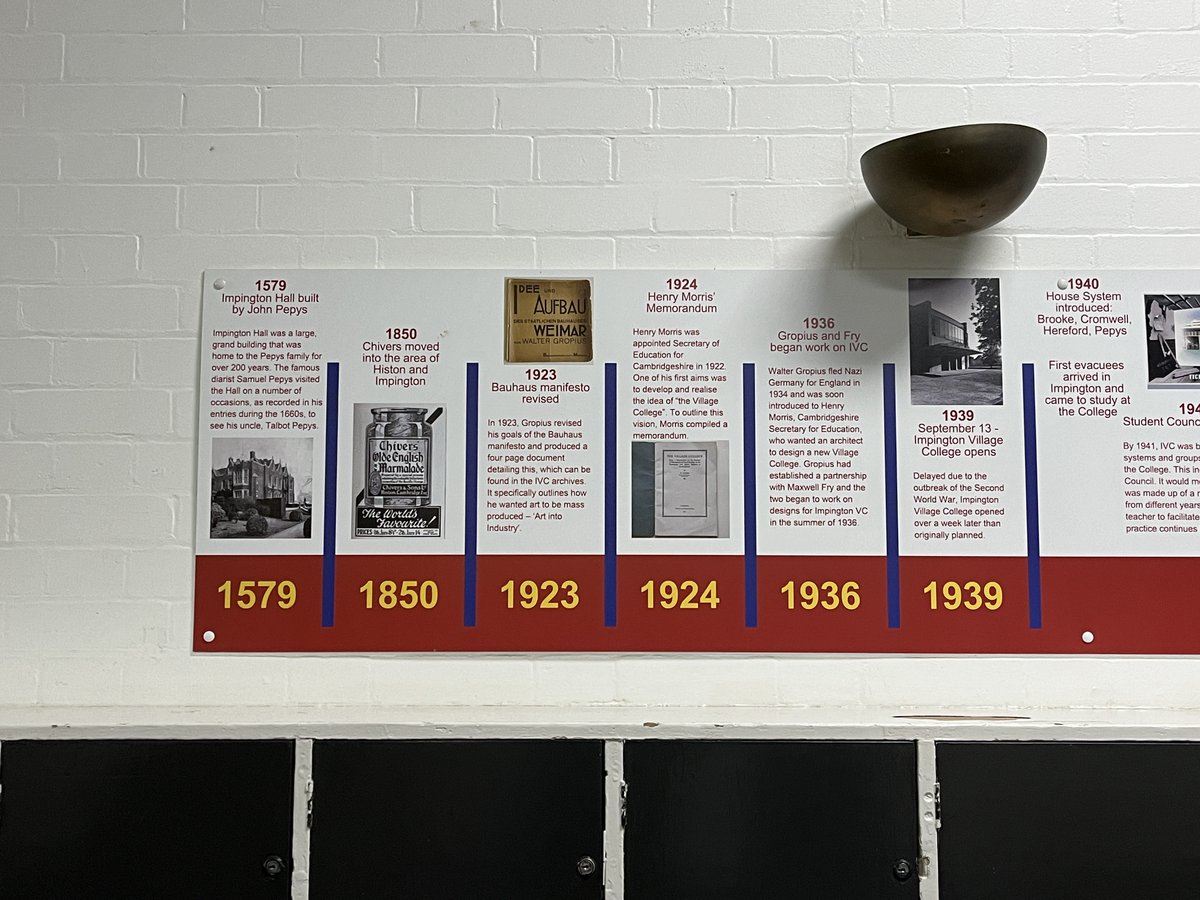 1579
Impington Hall built
by John Pepys
Impington Hall was a large,
grand building that was
home to the Pepys family for
over 200 years. The famous
diarist Samuel Pepys visited
the Hall on a number of
occasions, as recorded in his
entries during the 1660s, to
see his uncle, Talbot Pepys.
1850
Chivers moved
into the area of
Histon and
Impington
Chivers'
Olde English
Marmalade
Chivers & Sons Ltd
Histon, Cambridge, Eng
The World's
Favourite!
IDEE UND
AUFBAU
DES STAATLICHEN BAUHAUSES
WEIMAR
VON WALTER GROPIUS
1923
Bauhaus manifesto
revised
In 1923, Gropius revised
his goals of the Bauhaus
manifesto and produced a
four page document
detailing this, which can be
found in the IVC archives.
It specifically outlines how
he wanted art to be mass
produced – 'Art into
Industry'.
1924
Henry Morris'
Memorandum
Henry Morris was
appointed Secretary of
Education for
Cambridgeshire in 1922.
One of his first aims was
to develop and realise
the idea of "the Village
College". To outline this
vision, Morris compiled a
memorandum.
THE VILLAGE COLLEGE
1936
Gropius and Fry
began work on IVC
Walter Gropius fled Nazi
Germany for England in
1934 and was soon
introduced to Henry
Morris, Cambridgeshire
Secretary for Education,
who wanted an architect
to design a new Village
College. Gropius had
established a partnership
with Maxwell Fry and the
two began to work on
designs for Impington VC
in the summer of 1936.
1939
September 13 -
Impington Village
College opens
Delayed due to the
outbreak of the Second
World War, Impington
Village College opened
over a week later than
originally planned.
1940
House System
introduced:
Brooke, Cromwell,
Hereford, Pepys
First evacuees
arrived in
Impington and
came to study at
the College
194
Student Counc
By 1941, IVC was b
systems and groups
the College. This in
Council. It would me
was made up of a
from different years
teacher to facilitate
practice continues
1579
1850
1923
1924
1936
1939